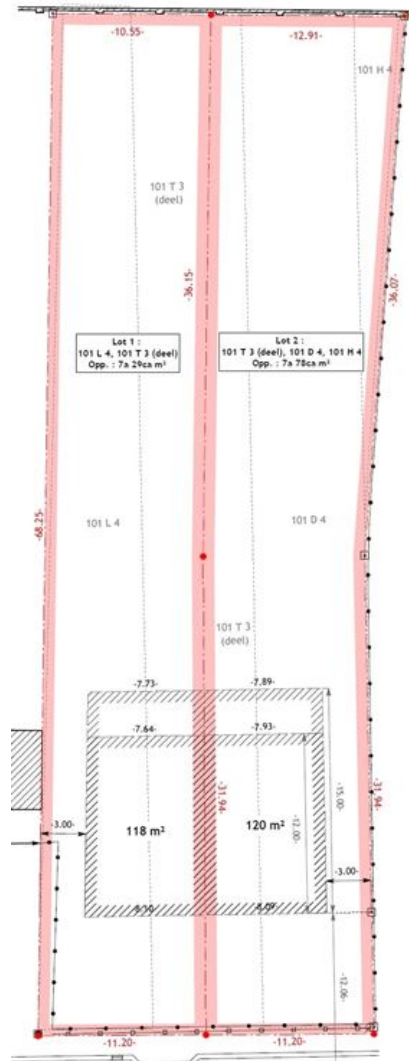 -10.55-
-12.91-
101 H 4
101 T 3
(deel)
-36.15-
-36.07-
Lot 1 :
101 L 4, 101 T 3 (deel)
Opp. : 7a 29ca m²
Lot 2 :
101 T 3 (deel), 101 D 4, 101 H 4
Opp. : 7a 78ca m²
-68.25-
101 L 4
101 D 4
101 T 3
(deel)
-7.73-
-7.89-
-7.64-
-7.93-
-31.94-
-12.00-
-15.00-
-31.94-
118 m²
120 m²
-3.00-
-3.00-
-8.09-
-12.06-
-11.20-
-11.20-